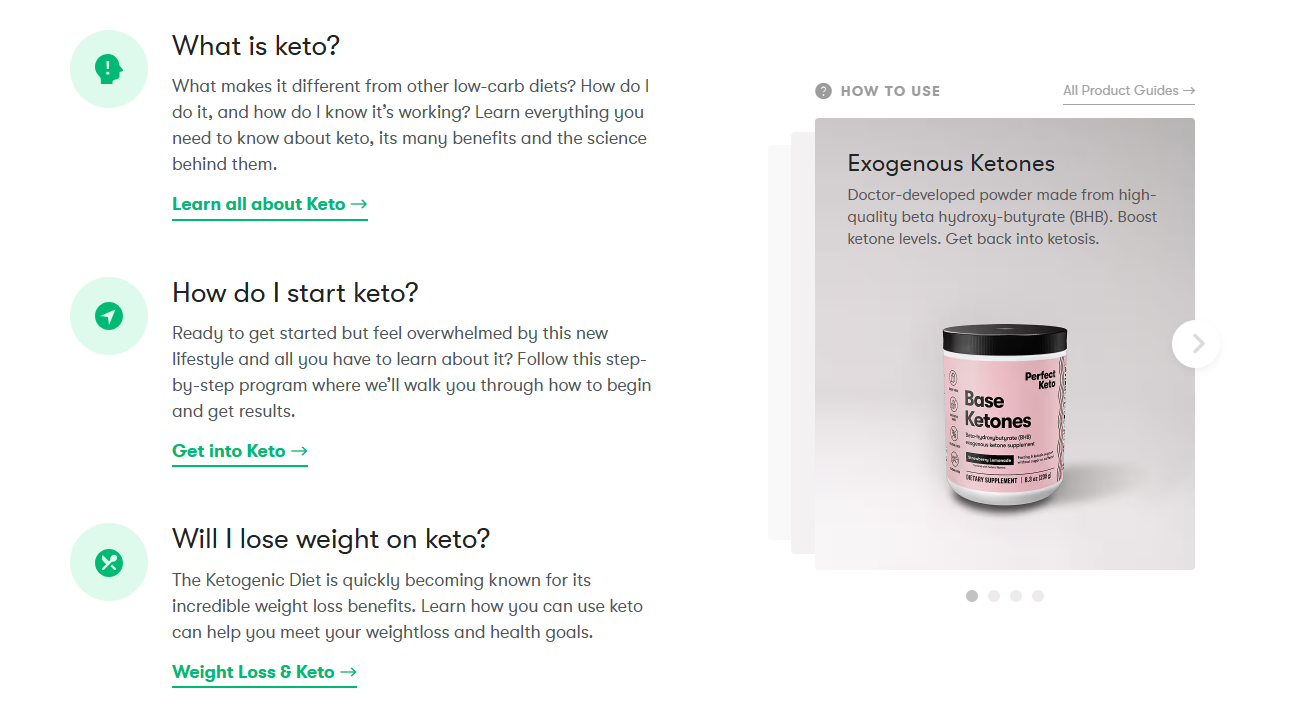 What is keto?
What makes it different from other low-carb diets? How do I
do it, and how do I know it’s working? Learn everything you
need to know about keto, its many benefits and the science
behind them.
Learn all about Keto →
How do I start keto?
Ready to get started but feel overwhelmed by this new
lifestyle and all you have to learn about it? Follow this step-
by-step program where we’ll walk you through how to begin
and get results.
Get into Keto →
Will I lose weight on keto?
The Ketogenic Diet is quickly becoming known for its
incredible weight loss benefits. Learn how you can use keto
can help you meet your weightloss and health goals.
Weight Loss & Keto →
HOW TO USE
All Product Guides →
Exogenous Ketones
Doctor-developed powder made from high-
quality beta hydroxy-butyrate (BHB). Boost
ketone levels. Get back into ketosis.
Perfect
Keto
Base
Ketones
Beta-hydroxybutyrate (BHB)
exogenous ketone supplement
Strawberry Lemonade
DIETARY SUPPLEMENT | 8.3 oz (236 g)